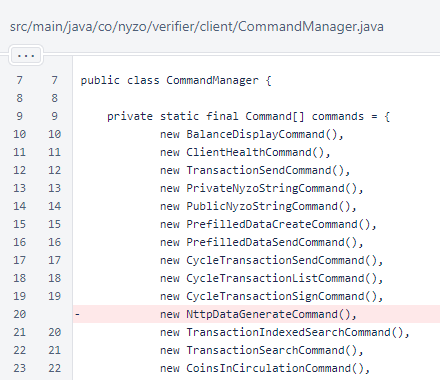 src/main/java/co/nyzo/verifier/client/CommandManager.java
...
7 7 public class CommandManager {
8 8
9 9 private static final Command[] commands = {
10 10 new BalanceDisplayCommand(),
11 11 new ClientHealthCommand(),
12 12 new TransactionSendCommand(),
13 13 new PrivateNyzoStringCommand(),
14 14 new PublicNyzoStringCommand(),
15 15 new PrefilledDataCreateCommand(),
16 16 new PrefilledDataSendCommand(),
17 17 new CycleTransactionSendCommand(),
18 18 new CycleTransactionListCommand(),
19 19 new CycleTransactionSignCommand(),
20 - new NttpDataGenerateCommand(),
21 20 new TransactionIndexedSearchCommand(),
22 21 new TransactionSearchCommand(),
23 22 new CoinsInCirculationCommand(),